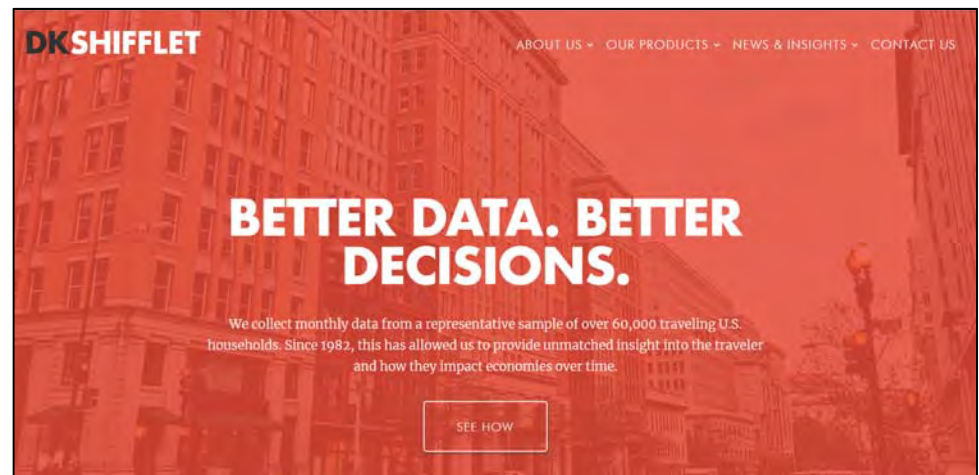 DKSHIFFLET
ABOUT US OUR PRODUCTS NEWS & INSIGHTS CONTACT US
BETTER DATA. BETTER
DECISIONS.
We collect monthly data from a representative sample of over 60,000 traveling U.S.
households. Since 1982, this has allowed us to provide unmatched insight into the traveler
and how they impact economies over time.
SEE HOW